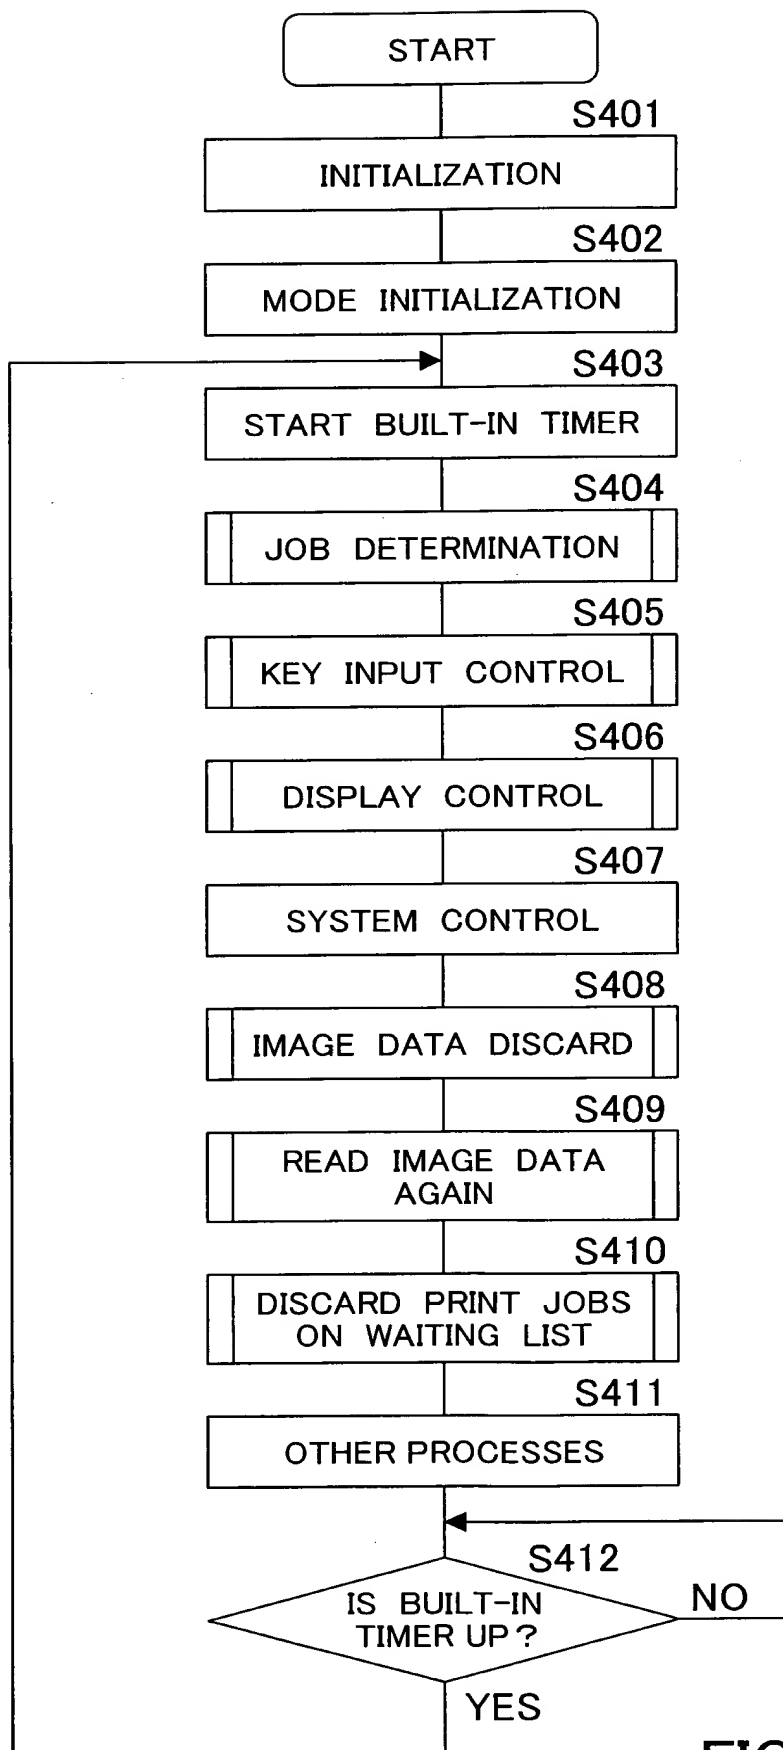 START
S401
INITIALIZATION
S402
MODE INITIALIZATION
S403
START BUILT-IN TIMER
S404
JOB DETERMINATION
S405
KEY INPUT CONTROL
S406
DISPLAY CONTROL
S407
SYSTEM CONTROL
S408
IMAGE DATA DISCARD
S409
READ IMAGE DATA
AGAIN
S410
DISCARD PRINT JOBS
ON WAITING LIST
S411
OTHER PROCESSES
S412
IS BUILT-IN
TIMER UP?
NO
YES